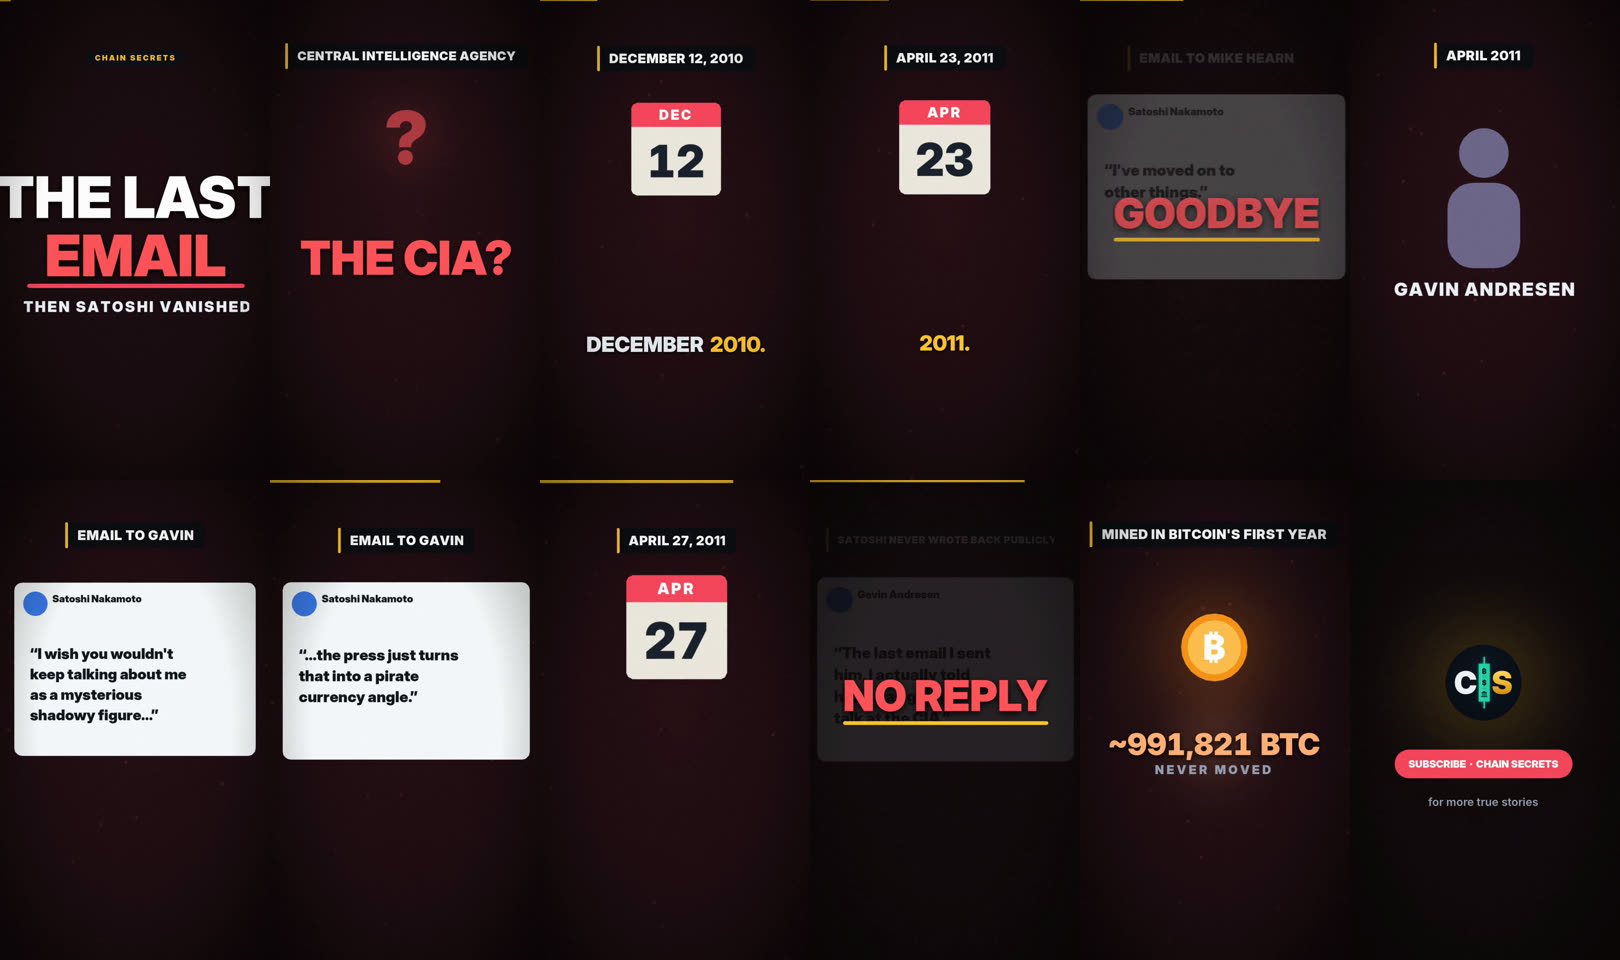 CHAIN SECRETS
THE LAST
EMAIL
THEN SATOSHI VANISHED
CENTRAL INTELLIGENCE AGENCY
?
THE CIA?
DECEMBER 12, 2010
DEC
12
DECEMBER 2010.
APRIL 23, 2011
APR
23
2011.
EMAIL TO MIKE HEARN
Satoshi Nakamoto
“I've moved on to
other things.”
GOODBYE
APRIL 2011
GAVIN ANDRESEN
EMAIL TO GAVIN
Satoshi Nakamoto
“I wish you wouldn't
keep talking about me
as a mysterious
shadowy figure...”
EMAIL TO GAVIN
Satoshi Nakamoto
“...the press just turns
that into a pirate
currency angle.”
APRIL 27, 2011
APR
27
SATOSHI NEVER WROTE BACK PUBLICLY
Gavin Andresen
“The last email I sent
him, I actually told
talk at the CIA.”
NO REPLY
MINED IN BITCOIN'S FIRST YEAR
₿
~991,821 BTC
NEVER MOVED
CS
SUBSCRIBE · CHAIN SECRETS
for more true stories